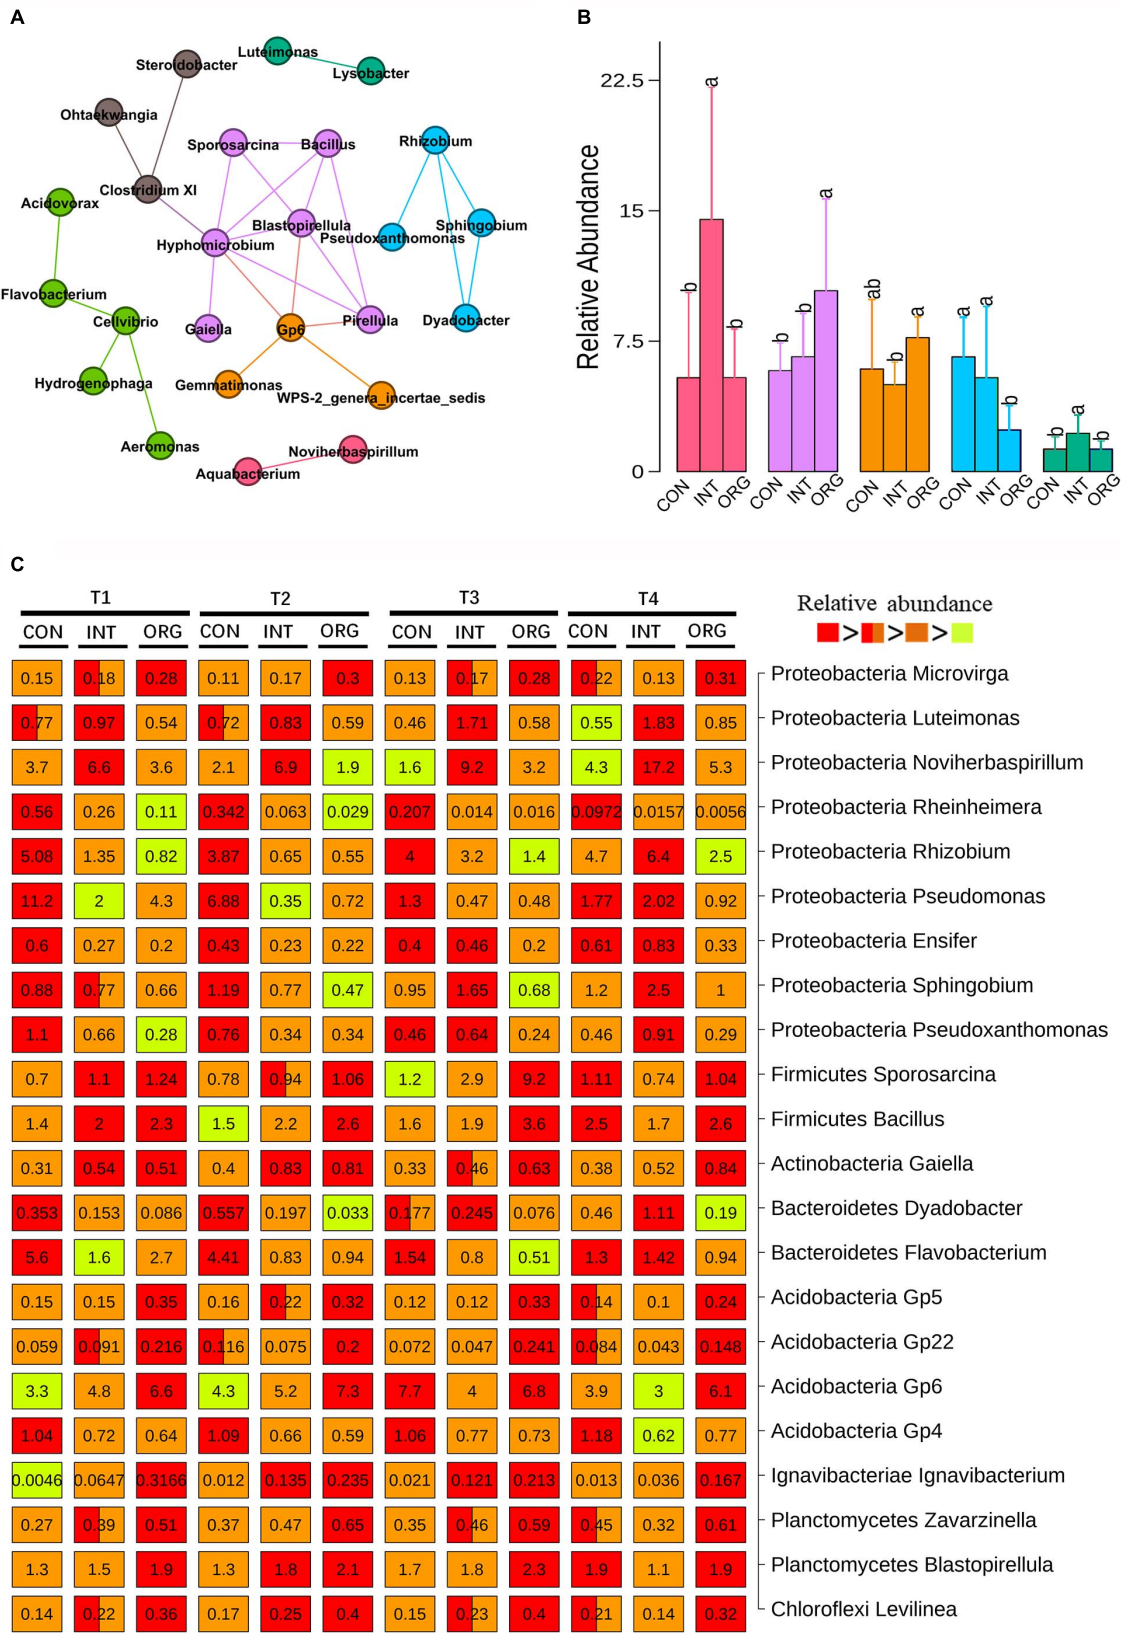 A
Luteimonas
Steroidobacter
Lysobacter
Ohtaekwangia
Sporosarcina
Bacillus
Rhizobium
Clostridium XI
Acidovorax
Blastopirellula
Sphingobium
Pseudoxanthomonas
Hyphomicrobium
Flavobacterium
Cellvibrio
Gaiella
Gp6
Pirellula
Dyadobacter
Hydrogenophaga
Gemmatimonas
WPS-2_genera_incertae_sedis
Aeromonas
Noviherbaspirillum
Aquabacterium
B
Relative Abundance
22.5
15
7.5
0
b a b
b b a
ab b a
a a b
b a b
CON INT ORG CON INT ORG CON INT ORG CON INT ORG CON INT ORG
C
T1 T2 T3 T4
CON INT ORG CON INT ORG CON INT ORG CON INT ORG
Relative abundance
> > >
0.15 0.18 0.28 0.11 0.17 0.3 0.13 0.17 0.28 0.22 0.13 0.31 Proteobacteria Microvirga
0.77 0.97 0.54 0.72 0.83 0.59 0.46 1.71 0.58 0.55 1.83 0.85 Proteobacteria Luteimonas
3.7 6.6 3.6 2.1 6.9 1.9 1.6 9.2 3.2 4.3 17.2 5.3 Proteobacteria Noviherbaspirillum
0.56 0.26 0.11 0.342 0.063 0.029 0.207 0.014 0.016 0.0972 0.0157 0.0056 Proteobacteria Rheinheimera
5.08 1.35 0.82 3.87 0.65 0.55 4 3.2 1.4 4.7 6.4 2.5 Proteobacteria Rhizobium
11.2 2 4.3 6.88 0.35 0.72 1.3 0.47 0.48 1.77 2.02 0.92 Proteobacteria Pseudomonas
0.6 0.27 0.2 0.43 0.23 0.22 0.4 0.46 0.2 0.61 0.83 0.33 Proteobacteria Ensifer
0.88 0.77 0.66 1.19 0.77 0.47 0.95 1.65 0.68 1.2 2.5 1 Proteobacteria Sphingobium
1.1 0.66 0.28 0.76 0.34 0.34 0.46 0.64 0.24 0.46 0.91 0.29 Proteobacteria Pseudoxanthomonas
0.7 1.1 1.24 0.78 0.94 1.06 1.2 2.9 9.2 1.11 0.74 1.04 Firmicutes Sporosarcina
1.4 2 2.3 1.5 2.2 2.6 1.6 1.9 3.6 2.5 1.7 2.6 Firmicutes Bacillus
0.31 0.54 0.51 0.4 0.83 0.81 0.33 0.46 0.63 0.38 0.52 0.84 Actinobacteria Gaiella
0.353 0.153 0.086 0.557 0.197 0.033 0.177 0.245 0.076 0.46 1.11 0.19 Bacteroidetes Dyadobacter
5.6 1.6 2.7 4.41 0.83 0.94 1.54 0.8 0.51 1.3 1.42 0.94 Bacteroidetes Flavobacterium
0.15 0.15 0.35 0.16 0.22 0.32 0.12 0.12 0.33 0.14 0.1 0.24 Acidobacteria Gp5
0.059 0.091 0.216 0.116 0.075 0.2 0.072 0.047 0.241 0.084 0.043 0.148 Acidobacteria Gp22
3.3 4.8 6.6 4.3 5.2 7.3 7.7 4 6.8 3.9 3 6.1 Acidobacteria Gp6
1.04 0.72 0.64 1.09 0.66 0.59 1.06 0.77 0.73 1.18 0.62 0.77 Acidobacteria Gp4
0.0046 0.0647 0.3166 0.012 0.135 0.235 0.021 0.121 0.213 0.013 0.036 0.167 Ignavibacteriae Ignavibacterium
0.27 0.39 0.51 0.37 0.47 0.65 0.35 0.46 0.59 0.45 0.32 0.61 Planctomycetes Zavarzinella
1.3 1.5 1.9 1.3 1.8 2.1 1.7 1.8 2.3 1.9 1.1 1.9 Planctomycetes Blastopirellula
0.14 0.22 0.36 0.17 0.25 0.4 0.15 0.23 0.4 0.21 0.14 0.32 Chloroflexi Levilinea